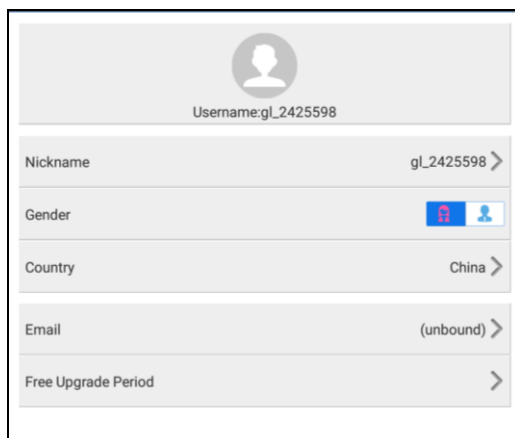 Username:gl_2425598
Nickname gl_2425598
Gender
Country China
Email (unbound)
Free Upgrade Period